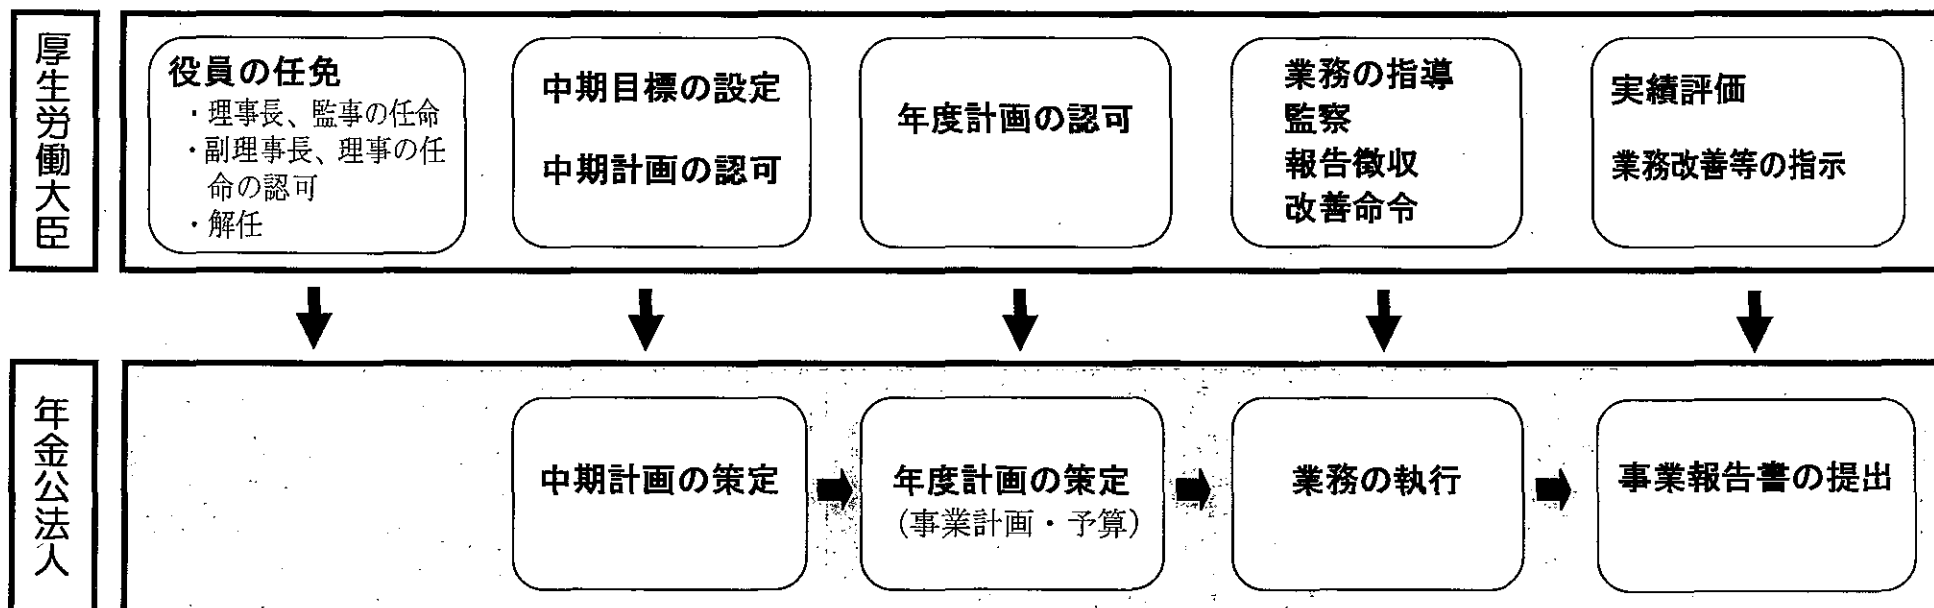 厚生労働大臣
役員の任免
・理事長、監事の任命
・副理事長、理事の任
命の認可
・解任
中期目標の設定
中期計画の認可
年度計画の認可
業務の指導
監察
報告徴収
改善命令
実績評価
業務改善等の指示
年金公法人
中期計画の策定
年度計画の策定
（事業計画・予算）
業務の執行
事業報告書の提出